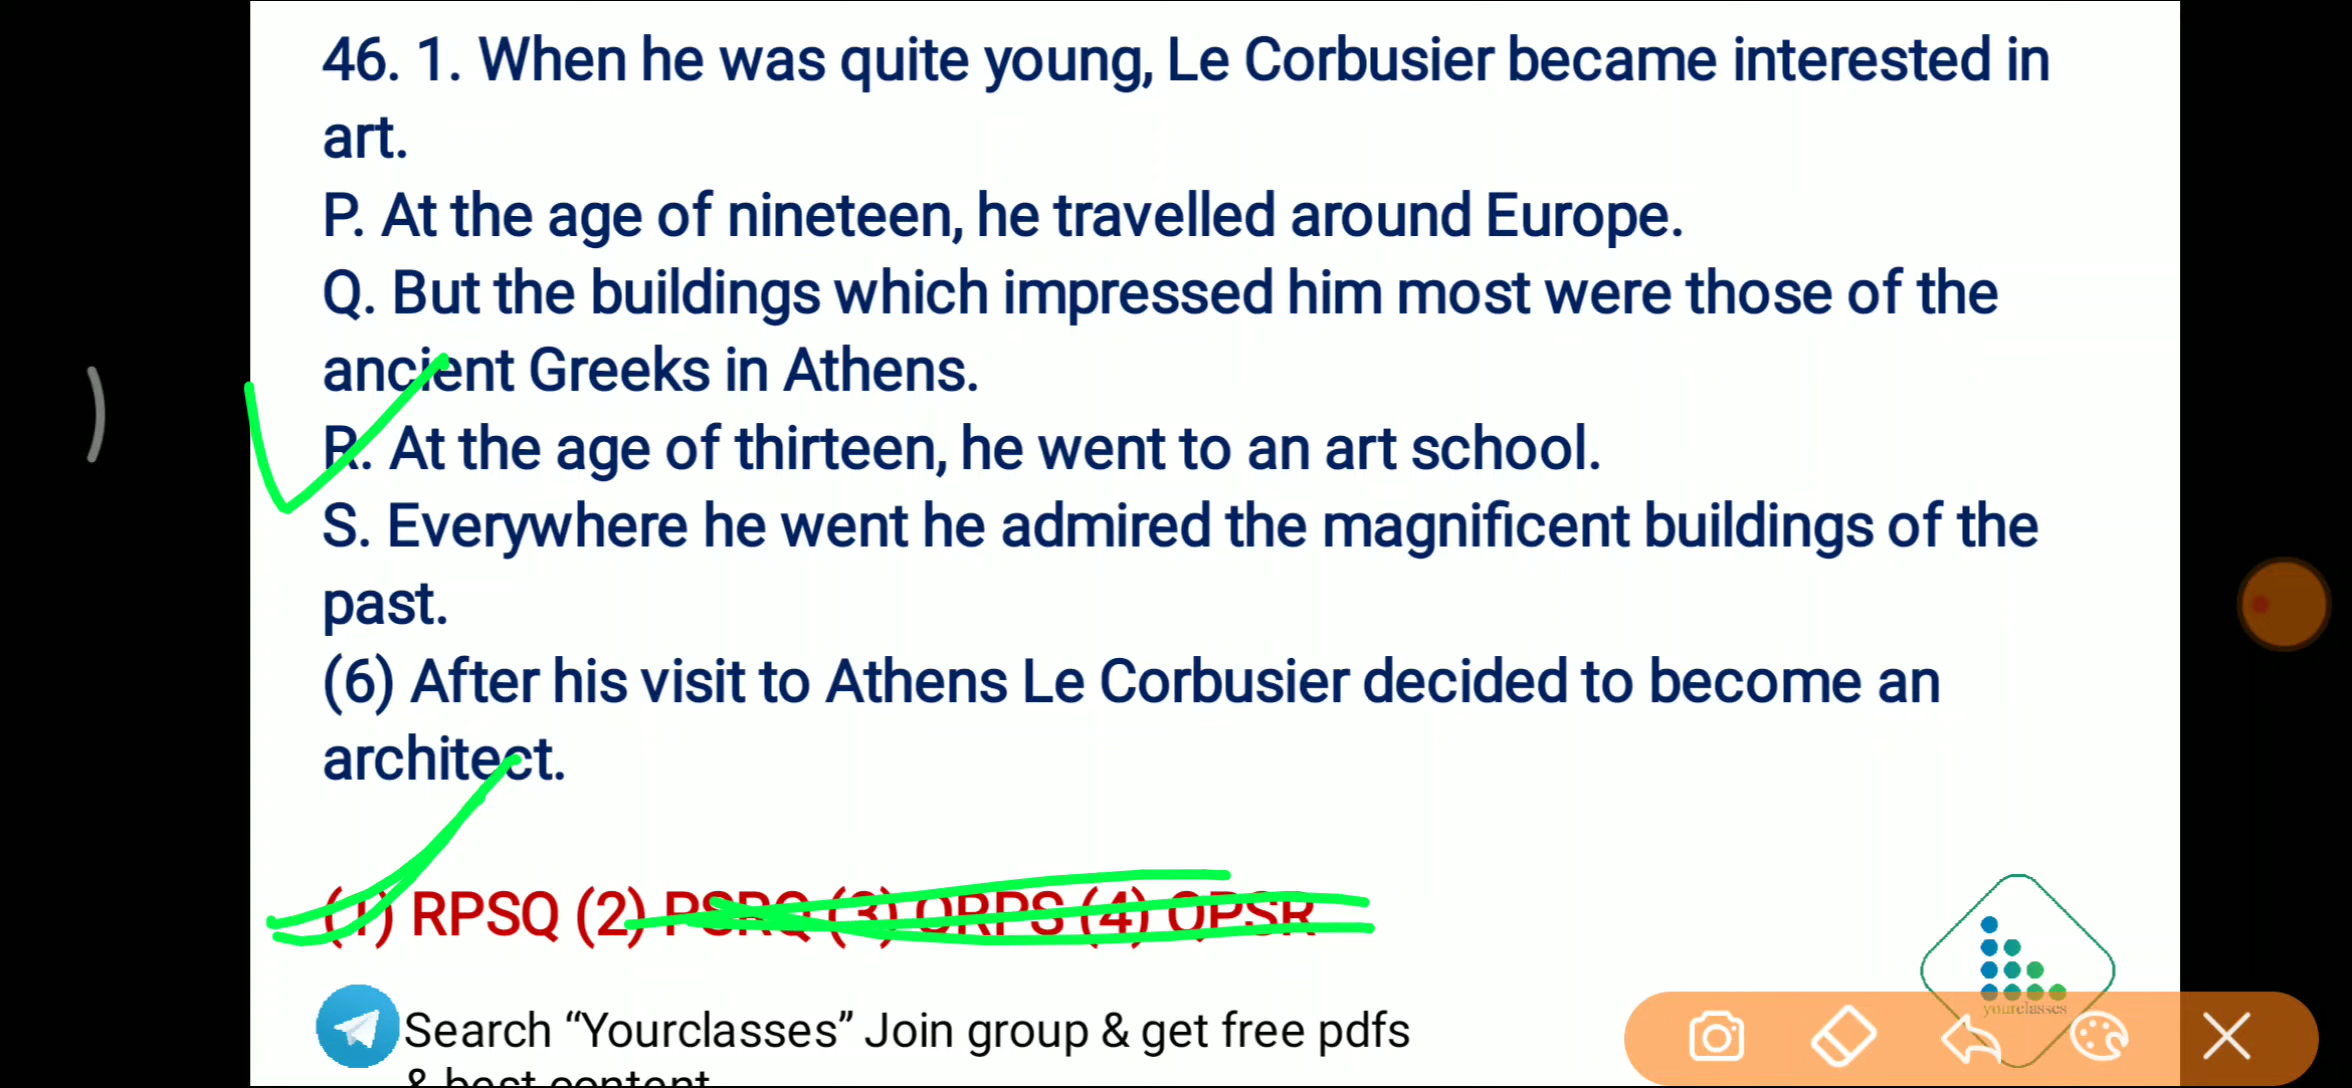 46. 1. When he was quite young, Le Corbusier became interested in
art.
P. At the age of nineteen, he travelled around Europe.
Q. But the buildings which impressed him most were those of the
ancient Greeks in Athens.
R. At the age of thirteen, he went to an art school.
S. Everywhere he went he admired the magnificent buildings of the
past.
(6) After his visit to Athens Le Corbusier decided to become an
architect.
(1) RPSQ (2) PSRQ (3) QRPS (4) QPSR
yourclasses
Search “Yourclasses” Join group & get free pdfs
& best content